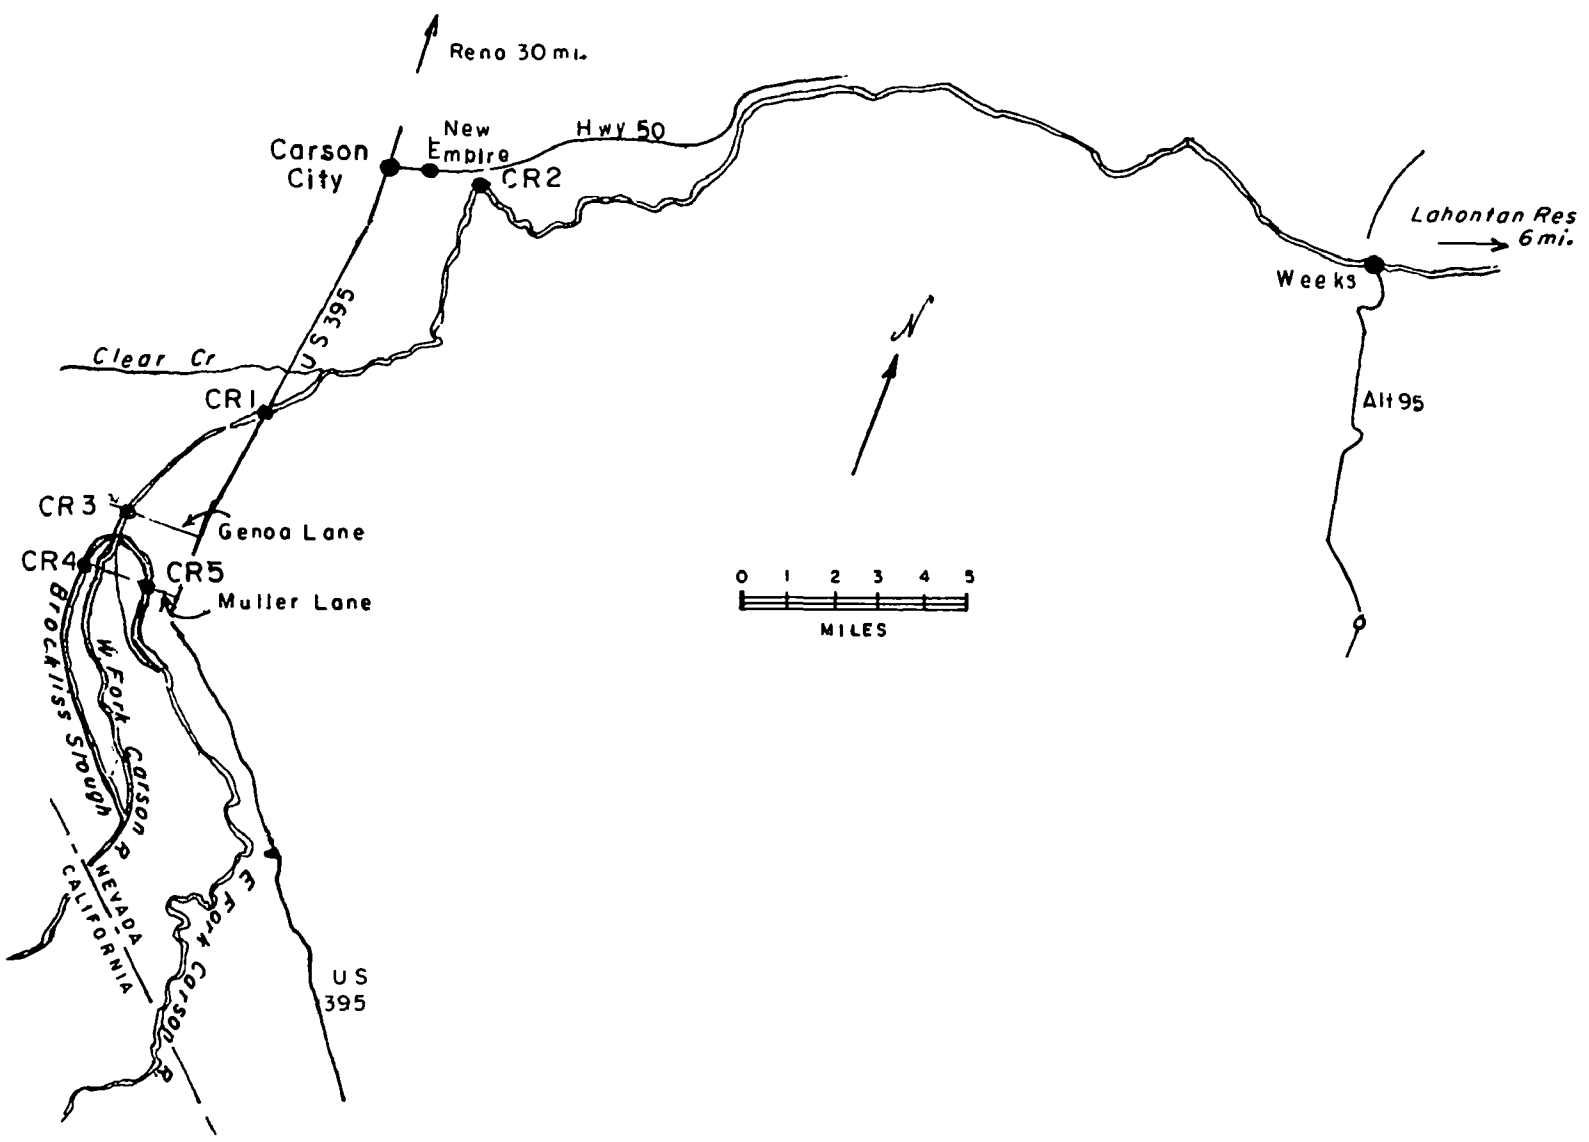 Reno 30 mi.
New
Empire
Hwy 50
Carson
City
CR2
Lahontan Res
6 mi.
Weeks
N
US 395
Clear Cr
CR1
Alt 95
CR3
Genoa Lane
CR4
CR5
Muller Lane
0 1 2 3 4 5
MILES
Brockliss Slough
W Fork Carson R
NEVADA
CALIFORNIA
E Fork Carson R.
US
395